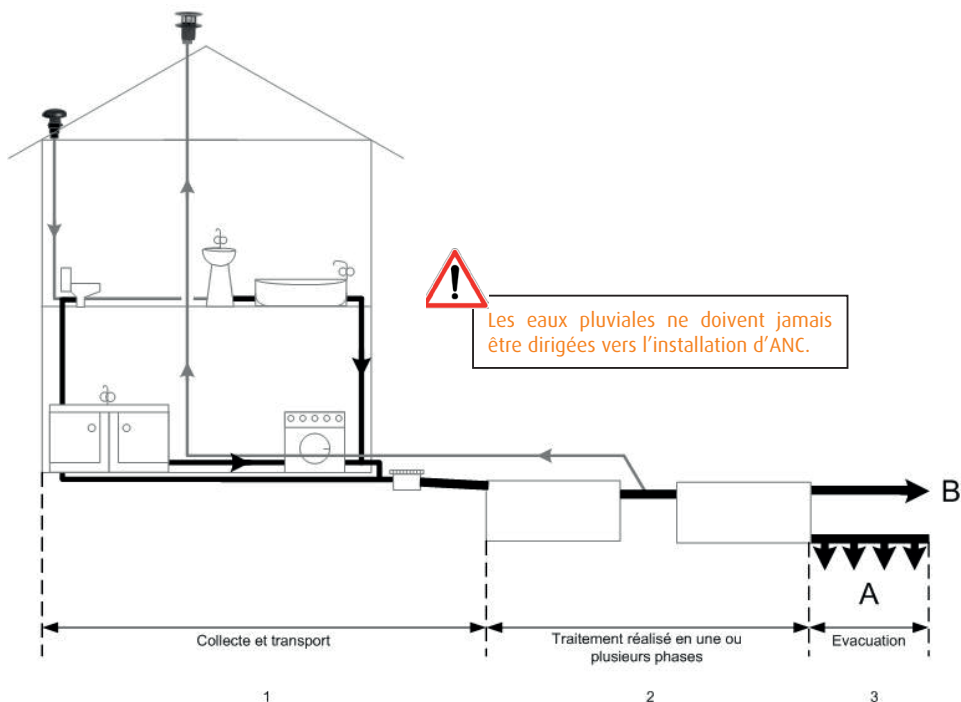 Les eaux pluviales ne doivent jamais
être dirigées vers l'installation d'ANC.
B
A
Collecte et transport
Traitement réalisé en une ou
plusieurs phases
Evacuation
1
2
3